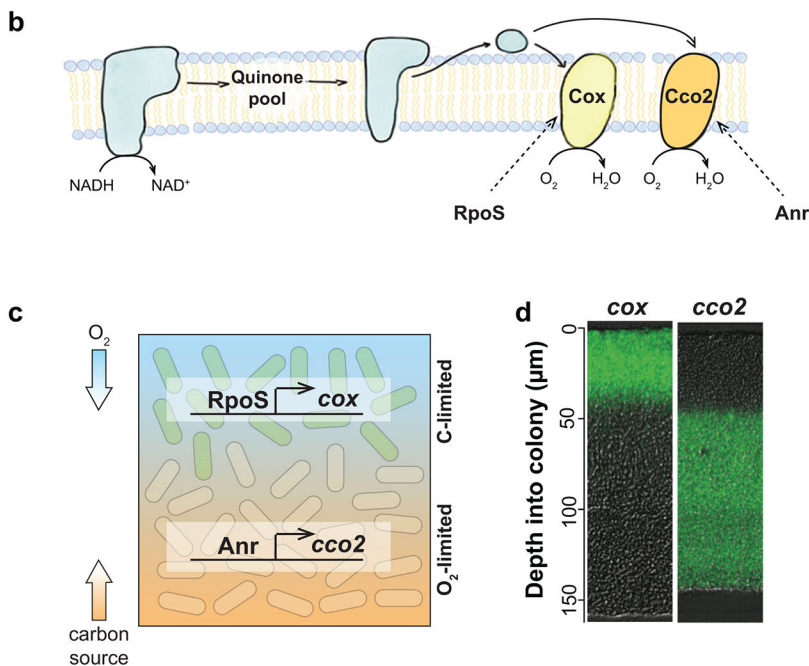 b
Quinone
pool
Cox
Cco2
NADH
NAD⁺
O₂
H₂O
O₂
H₂O
RpoS
Anr
c
O₂
RpoS
cox
C-limited
Anr
cco2
O₂-limited
carbon
source
d
cox
cco2
Depth into colony (μm)
0
50
100
150